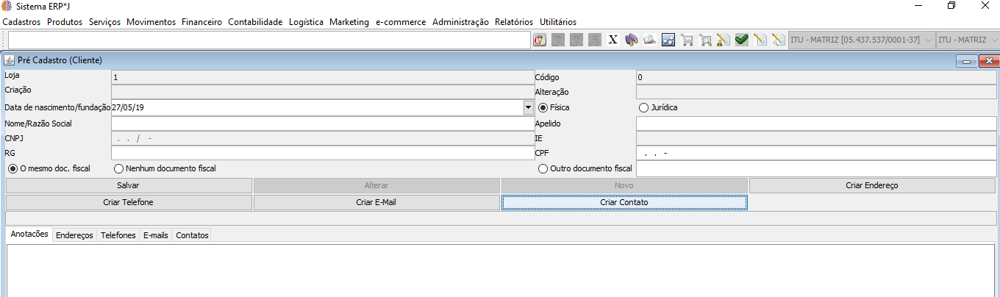 Sistema ERP*J
Cadastros Produtos Serviços Movimentos Financeiro Contabilidade Logística Marketing e-commerce Administração Relatórios Utilitários
X ITU - MATRIZ [05.437.537/0001-37] ITU - MATRIZ
Pré Cadastro (Cliente)
Loja 1 Código 0
Criação Alteração
Data de nascimento/fundação 27/05/19 Física Jurídica
Nome/Razão Social Apelido
CNPJ . . / - IE
RG CPF . . -
O mesmo doc. fiscal Nenhum documento fiscal Outro documento fiscal
Salvar Alterar Novo Criar Endereço
Criar Telefone Criar E-Mail Criar Contato
Anotacões Endereços Telefones E-mails Contatos